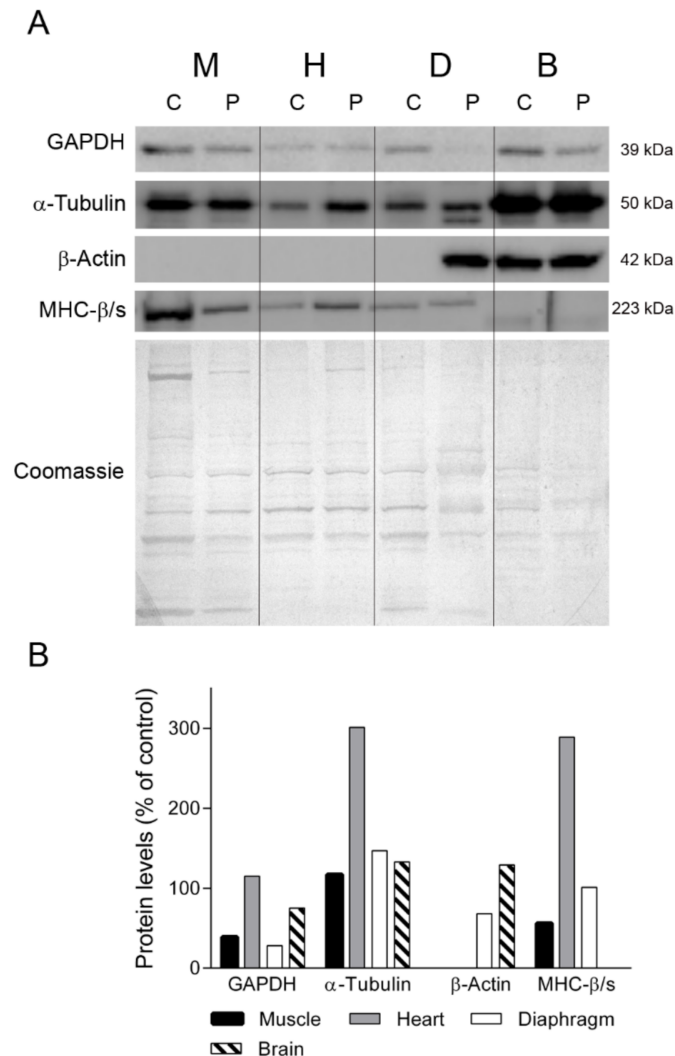 A
M H D B
C P C P C P C P
GAPDH 39 kDa
α-Tubulin 50 kDa
β-Actin 42 kDa
MHC-β/s 223 kDa
Coomassie
B
Protein levels (% of control)
300
200
100
0
GAPDH α-Tubulin β-Actin MHC-β/s
Muscle Heart Diaphragm
Brain